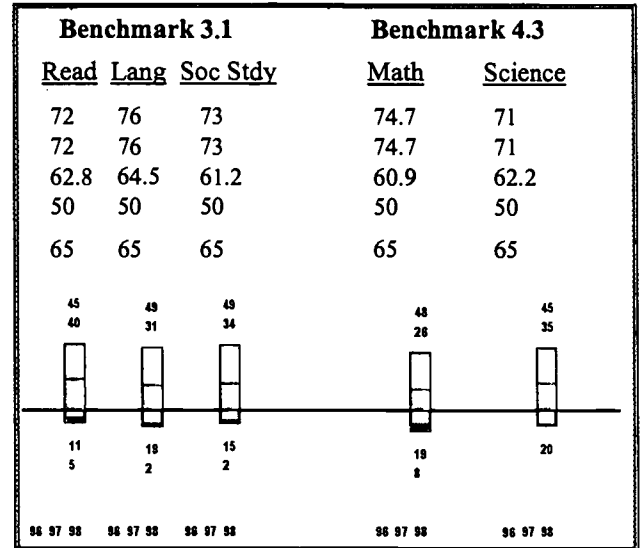 Benchmark 3.1 Benchmark 4.3
Read Lang Soc Stdy Math Science
72 76 73 74.7 71
72 76 73 74.7 71
62.8 64.5 61.2 60.9 62.2
50 50 50 50 50
65 65 65 65 65
45 49 49 48 45
40 31 34 26 35
11 19 15 19 20
5 2 2 8
96 97 98 96 97 98 96 97 98 96 97 98 96 97 98